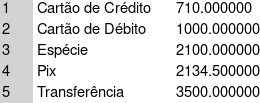 1 Cartão de Crédito 710.000000
2 Cartão de Débito 1000.000000
3 Espécie 2100.000000
4 Pix 2134.500000
5 Transferência 3500.000000